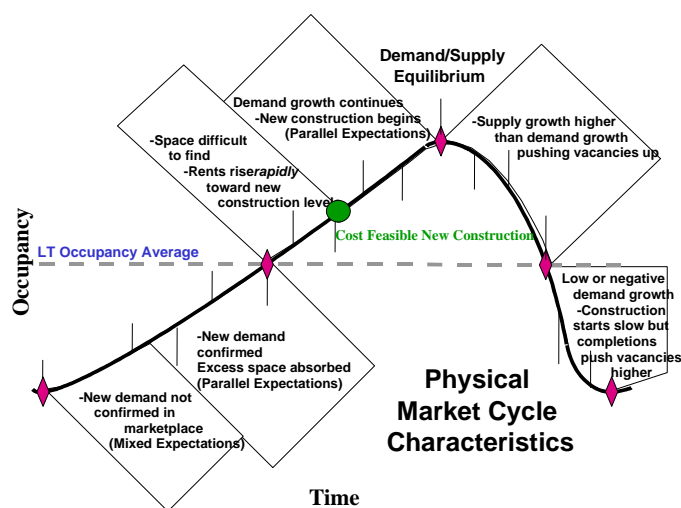 Demand/Supply
Equilibrium
Demand growth continues
-New construction begins
(Parallel Expectations)
-Supply growth higher
than demand growth
pushing vacancies up
-Space difficult
to find
-Rents rise rapidly
toward new
construction level
Cost Feasible New Construction
Occupancy
LT Occupancy Average
Low or negative
demand growth
-Construction
starts slow but
completions
push vacancies
higher
-New demand
confirmed
Excess space absorbed
(Parallel Expectations)
-New demand not
confirmed in
marketplace
(Mixed Expectations)
Physical
Market Cycle
Characteristics
Time